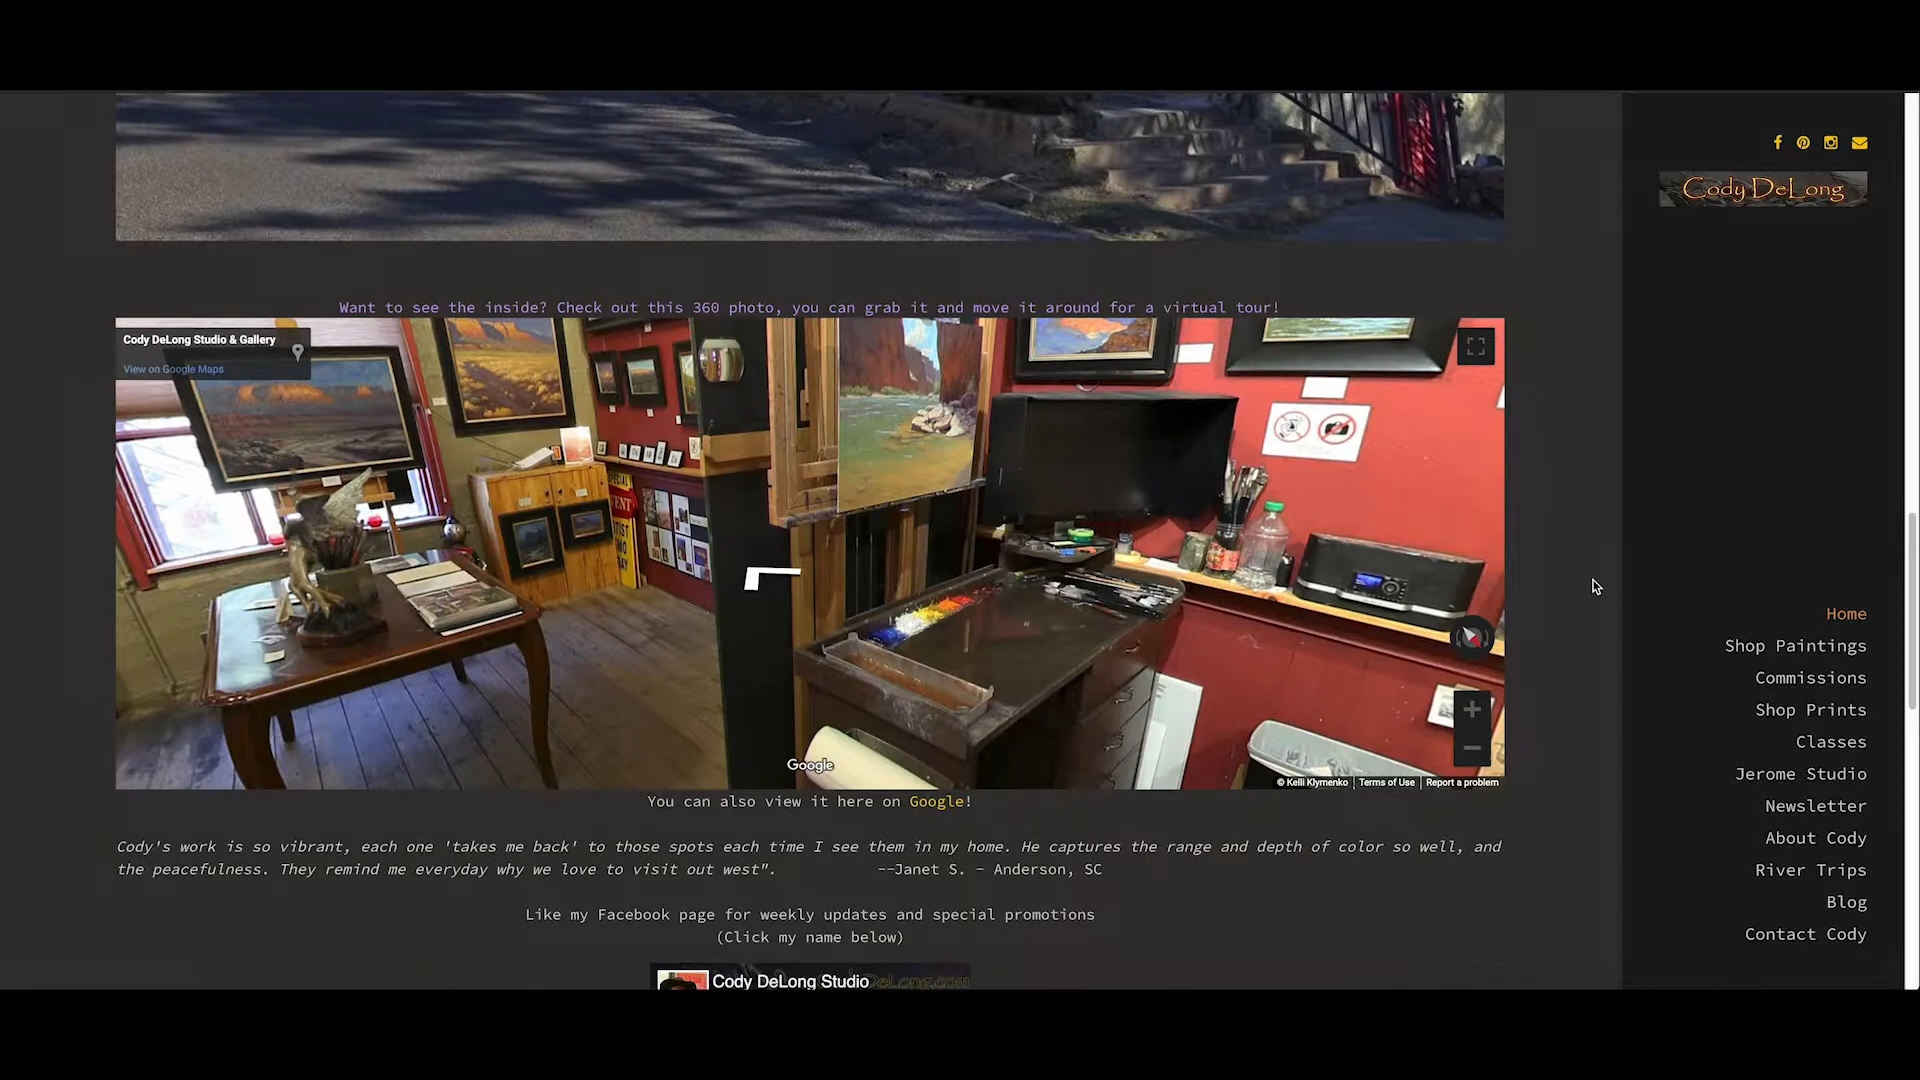 Cody DeLong
Want to see the inside? Check out this 360 photo, you can grab it and move it around for a virtual tour!
Cody DeLong Studio & Gallery
View on Google Maps
Google
© Kelli Klymenko
Terms of Use
Report a problem
You can also view it here on Google!
Cody's work is so vibrant, each one 'takes me back' to those spots each time I see them in my home. He captures the range and depth of color so well, and
the peacefulness. They remind me everyday why we love to visit out west". --Janet S. - Anderson, SC
Like my Facebook page for weekly updates and special promotions
(Click my name below)
Cody DeLong Studio
Home
Shop Paintings
Commissions
Shop Prints
Classes
Jerome Studio
Newsletter
About Cody
River Trips
Blog
Contact Cody